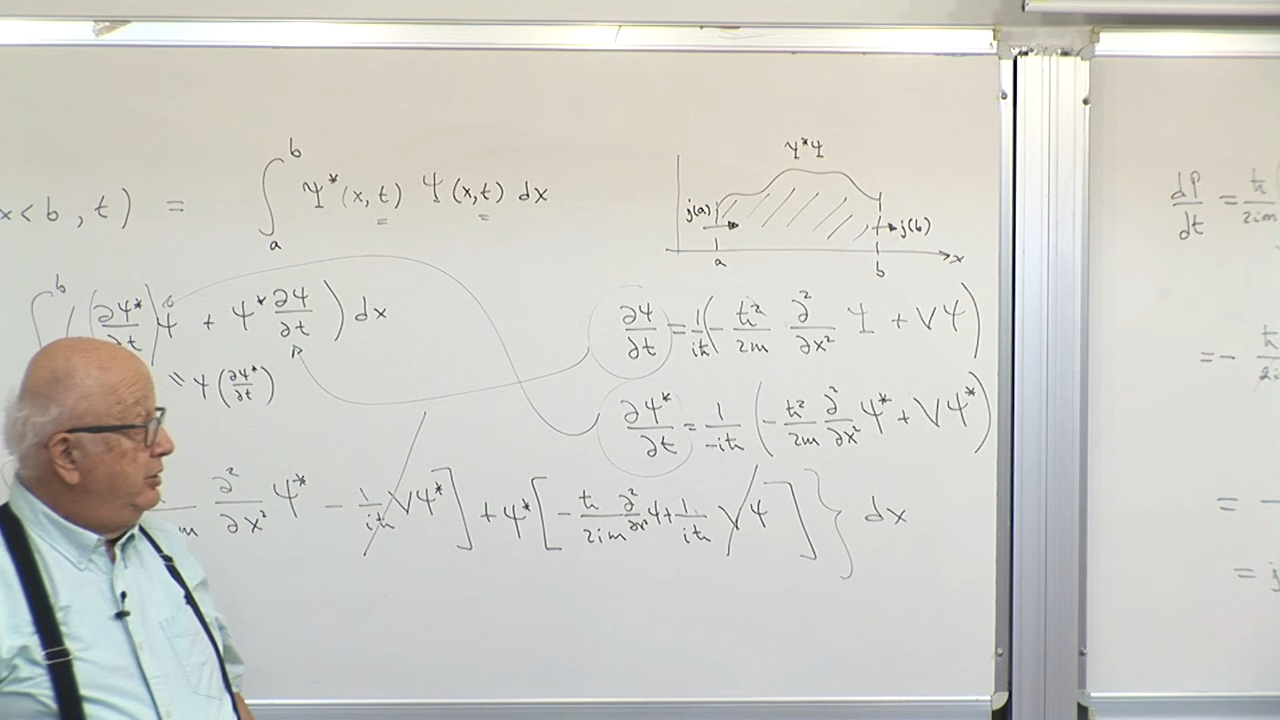 x < b , t ) = ∫_a^b Ψ*(x,t) Ψ(x,t) dx
∫^b ( (∂Ψ*/∂t) Ψ + Ψ* ∂Ψ/∂t ) dx
" Ψ (∂Ψ*/∂t)
∂²/∂x² Ψ* - 1/iħ VΨ* ] + Ψ* [ - ħ/2im ∂²/∂x² Ψ + 1/iħ VΨ ] } dx
Ψ*Ψ
j(a) j(b)
a b x
∂Ψ/∂t = 1/iħ ( - ħ²/2m ∂²/∂x² Ψ + VΨ )
∂Ψ*/∂t = 1/-iħ ( - ħ²/2m ∂²/∂x² Ψ* + VΨ* )
dP/dt = ħ/2im
= - ħ/2i
= -
= j